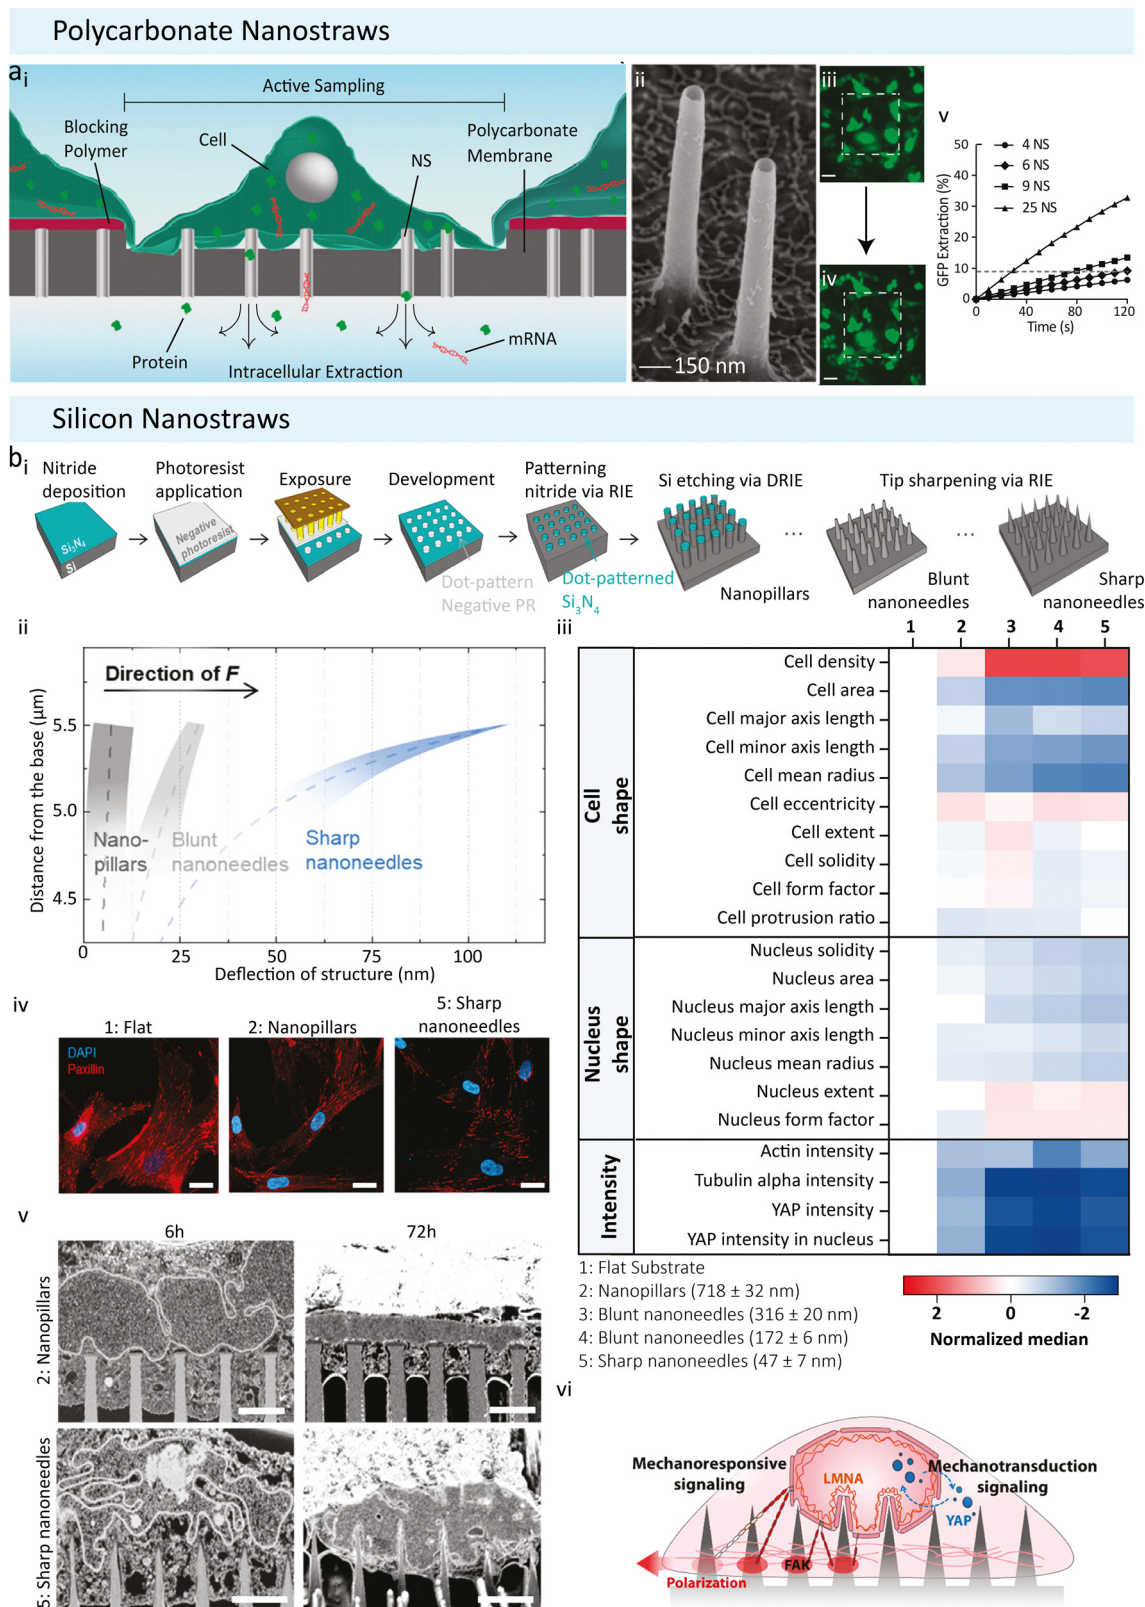 Polycarbonate Nanostraws
a
i
Active Sampling
Blocking
Polymer
Cell
NS
Polycarbonate
Membrane
Protein
mRNA
Intracellular Extraction
ii
150 nm
iii
iv
v
GFP Extraction (%)
50
40
30
20
10
0
4 NS
6 NS
9 NS
25 NS
0 40 80 120
Time (s)
Silicon Nanostraws
b
i
Nitride
deposition
Photoresist
application
Exposure
Development
Patterning
nitride via RIE
Si etching via DRIE
Tip sharpening via RIE
Si3N4
Si
Negative
photoresist
Dot-pattern
Negative PR
Dot-patterned
Si3N4
...
...
Nanopillars
Blunt
nanoneedles
Sharp
nanoneedles
ii
Direction of F
Distance from the base (μm)
5.5
5.0
4.5
Nano-
pillars
Blunt
nanoneedles
Sharp
nanoneedles
0 25 50 75 100
Deflection of structure (nm)
iii
1 2 3 4 5
Cell
shape
Cell density
Cell area
Cell major axis length
Cell minor axis length
Cell mean radius
Cell eccentricity
Cell extent
Cell solidity
Cell form factor
Cell protrusion ratio
Nucleus
shape
Nucleus solidity
Nucleus area
Nucleus major axis length
Nucleus minor axis length
Nucleus mean radius
Nucleus extent
Nucleus form factor
Intensity
Actin intensity
Tubulin alpha intensity
YAP intensity
YAP intensity in nucleus
1: Flat Substrate
2: Nanopillars (718 ± 32 nm)
3: Blunt nanoneedles (316 ± 20 nm)
4: Blunt nanoneedles (172 ± 6 nm)
5: Sharp nanoneedles (47 ± 7 nm)
2 0 -2
Normalized median
iv
1: Flat
2: Nanopillars
5: Sharp
nanoneedles
DAPI
Paxillin
v
6h
72h
2: Nanopillars
5: Sharp nanoneedles
vi
Mechanoresponsive
signaling
LMNA
Mechanotransduction
signaling
YAP
FAK
Polarization